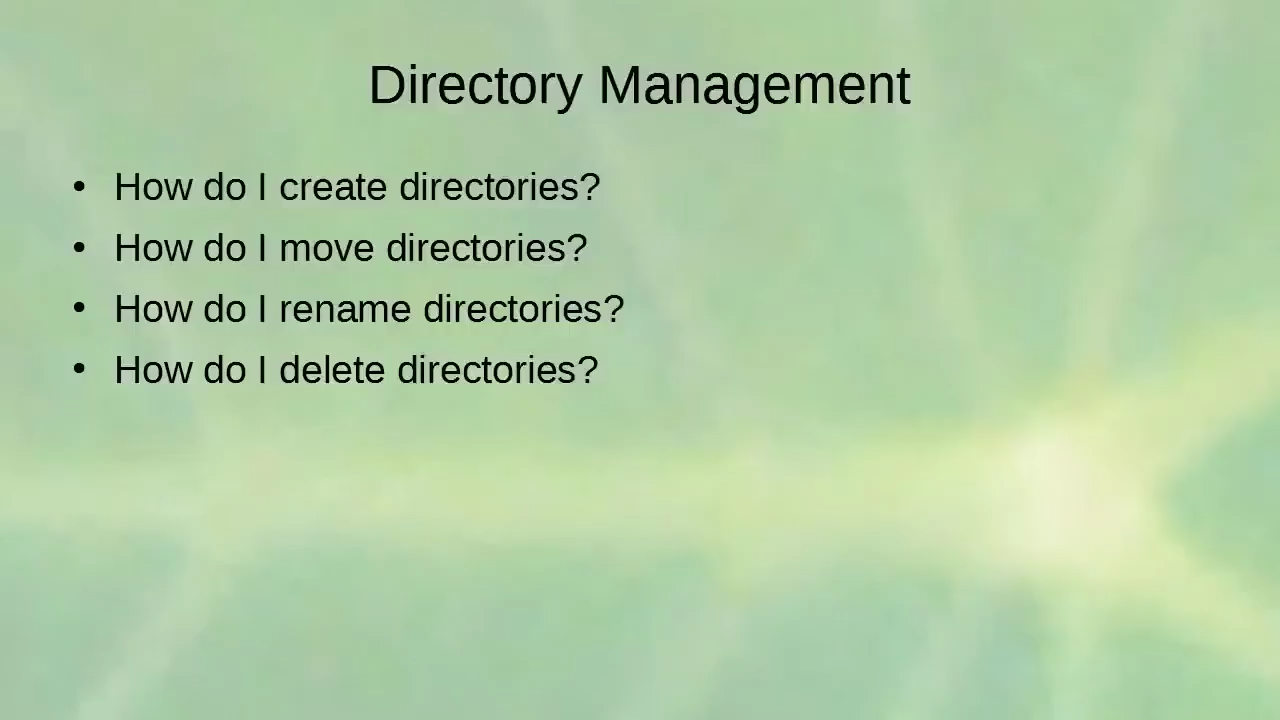 Directory Management
• How do I create directories?
• How do I move directories?
• How do I rename directories?
• How do I delete directories?